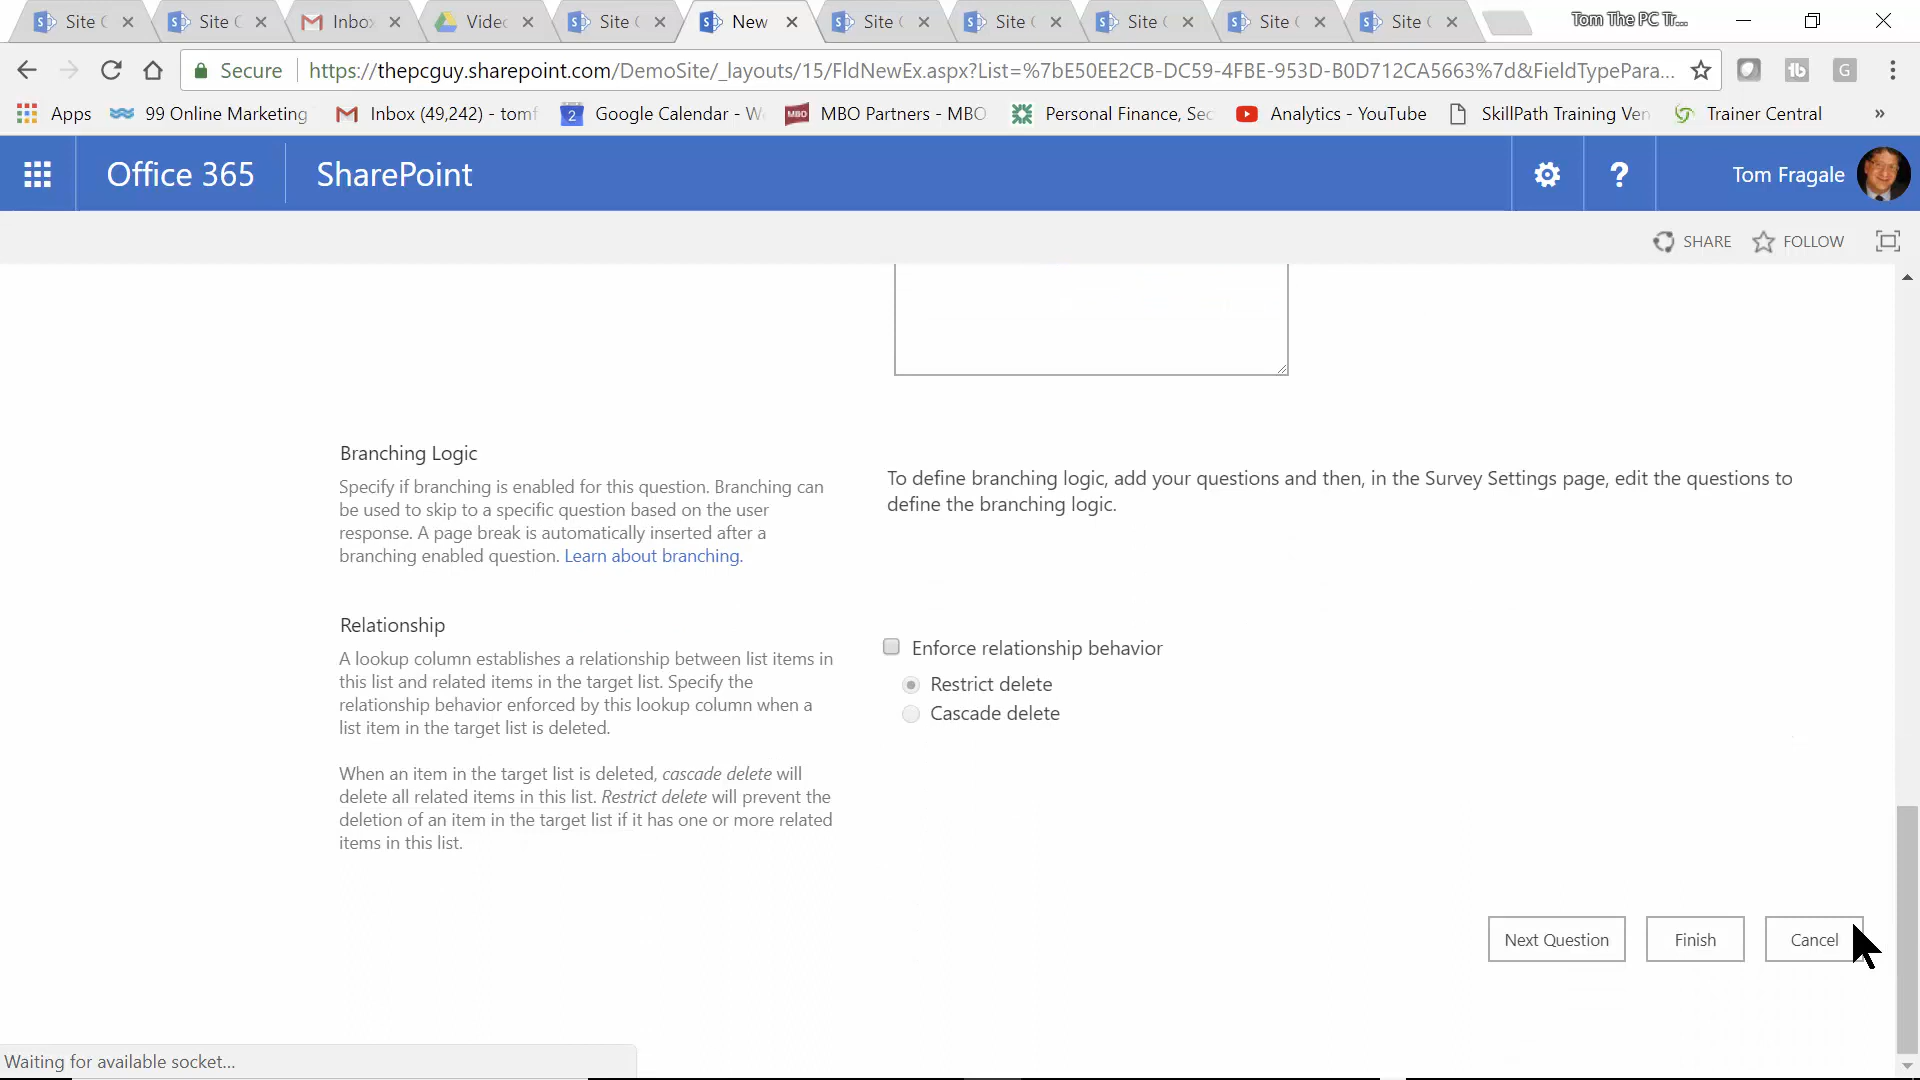 Site
Site
Inbo
Vide
Site
New
Site
Site
Site
Site
Site
Tom The PC Tr...
Secure
https://thepcguy.sharepoint.com/DemoSite/_layouts/15/FldNewEx.aspx?List=%7bE50EE2CB-DC59-4FBE-953D-B0D712CA5663%7d&FieldTypePara...
Apps
99 Online Marketing
Inbox (49,242) - tomf
2
Google Calendar - W
MBO
MBO Partners - MBO
Personal Finance, Sec
Analytics - YouTube
SkillPath Training Ven
Trainer Central
»
Office 365
SharePoint
?
Tom Fragale
SHARE
FOLLOW
Branching Logic
Specify if branching is enabled for this question. Branching can
be used to skip to a specific question based on the user
response. A page break is automatically inserted after a
branching enabled question. Learn about branching.
To define branching logic, add your questions and then, in the Survey Settings page, edit the questions to
define the branching logic.
Relationship
A lookup column establishes a relationship between list items in
this list and related items in the target list. Specify the
relationship behavior enforced by this lookup column when a
list item in the target list is deleted.
When an item in the target list is deleted, cascade delete will
delete all related items in this list. Restrict delete will prevent the
deletion of an item in the target list if it has one or more related
items in this list.
Enforce relationship behavior
Restrict delete
Cascade delete
Next Question
Finish
Cancel
Waiting for available socket...